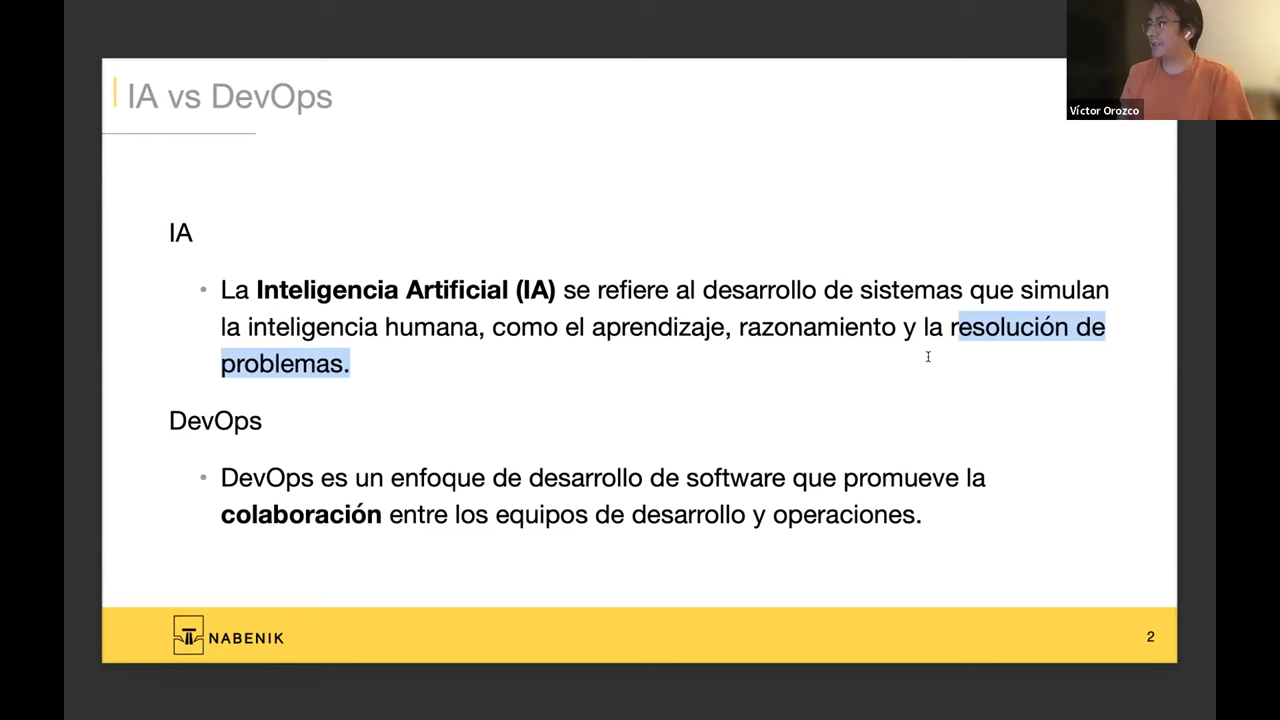 IA vs DevOps
Víctor Orozco
IA
• La Inteligencia Artificial (IA) se refiere al desarrollo de sistemas que simulan
la inteligencia humana, como el aprendizaje, razonamiento y la resolución de
problemas.
DevOps
• DevOps es un enfoque de desarrollo de software que promueve la
colaboración entre los equipos de desarrollo y operaciones.
NABENIK
2